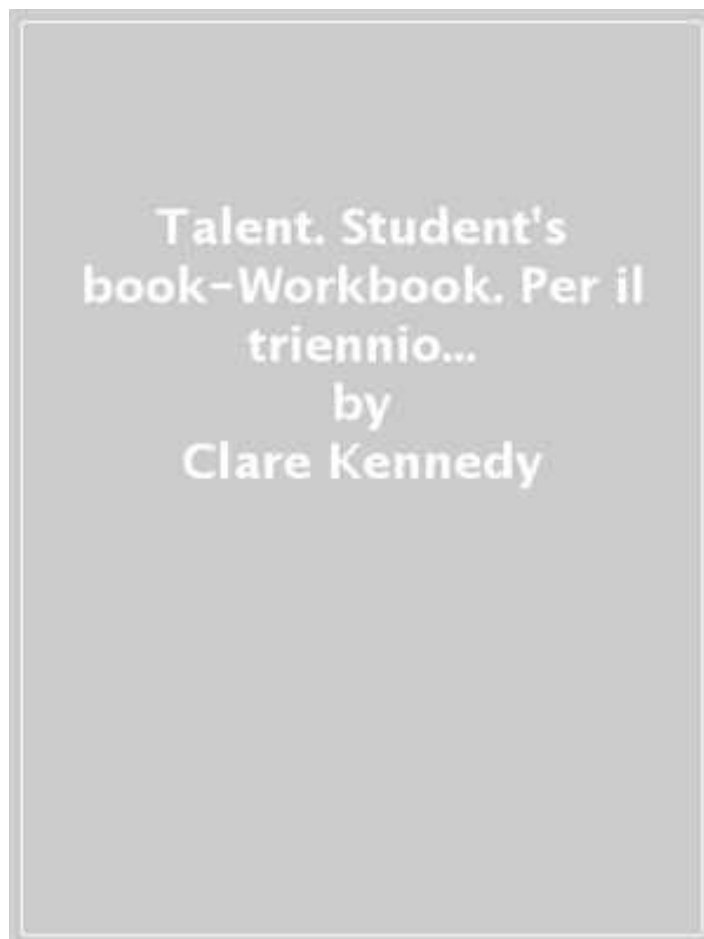 Talent. Student's
book-Workbook. Per il
triennio...
by
Clare Kennedy